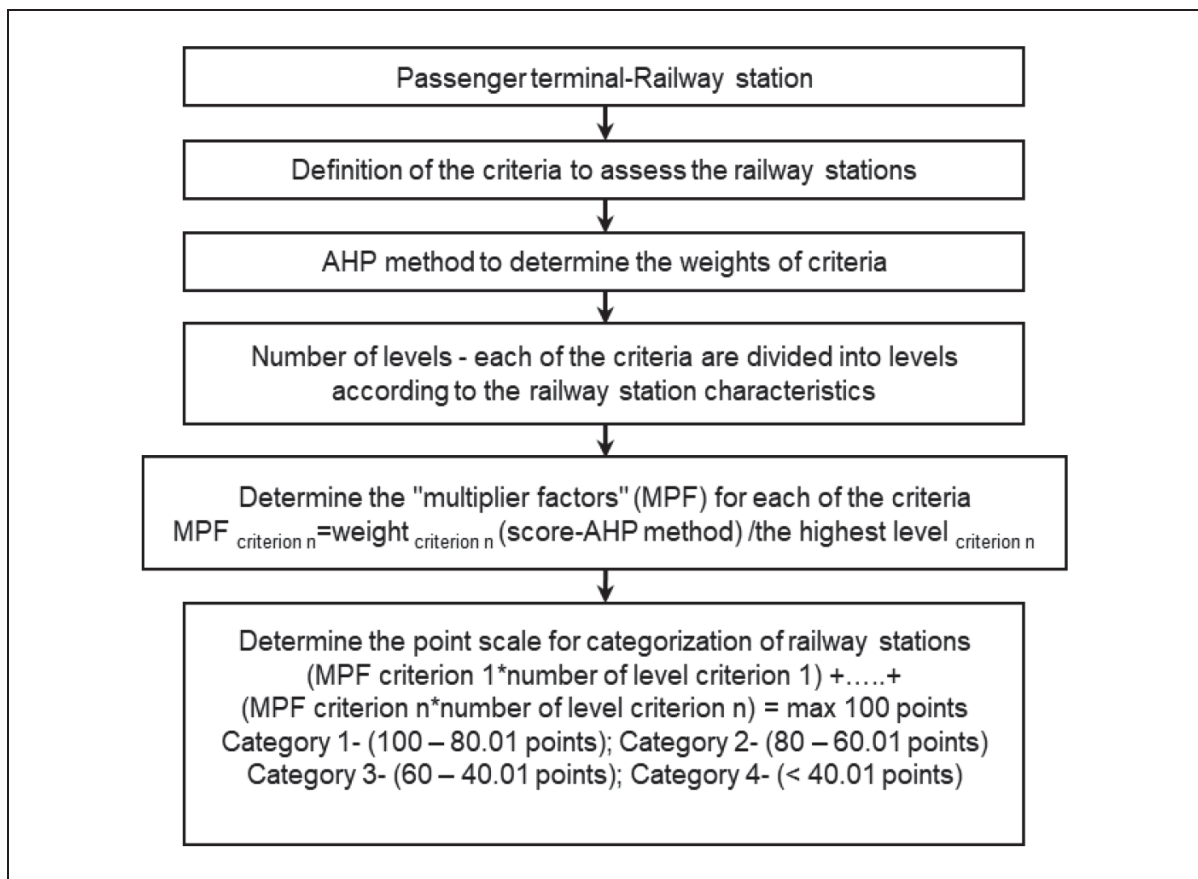 Passenger terminal-Railway station
Definition of the criteria to assess the railway stations
AHP method to determine the weights of criteria
Number of levels - each of the criteria are divided into levels
according to the railway station characteristics
Determine the "multiplier factors" (MPF) for each of the criteria
MPF criterion n=weight criterion n (score-AHP method) /the highest level criterion n
Determine the point scale for categorization of railway stations
(MPF criterion 1*number of level criterion 1) +.....+
(MPF criterion n*number of level criterion n) = max 100 points
Category 1- (100 – 80.01 points); Category 2- (80 – 60.01 points)
Category 3- (60 – 40.01 points); Category 4- (< 40.01 points)